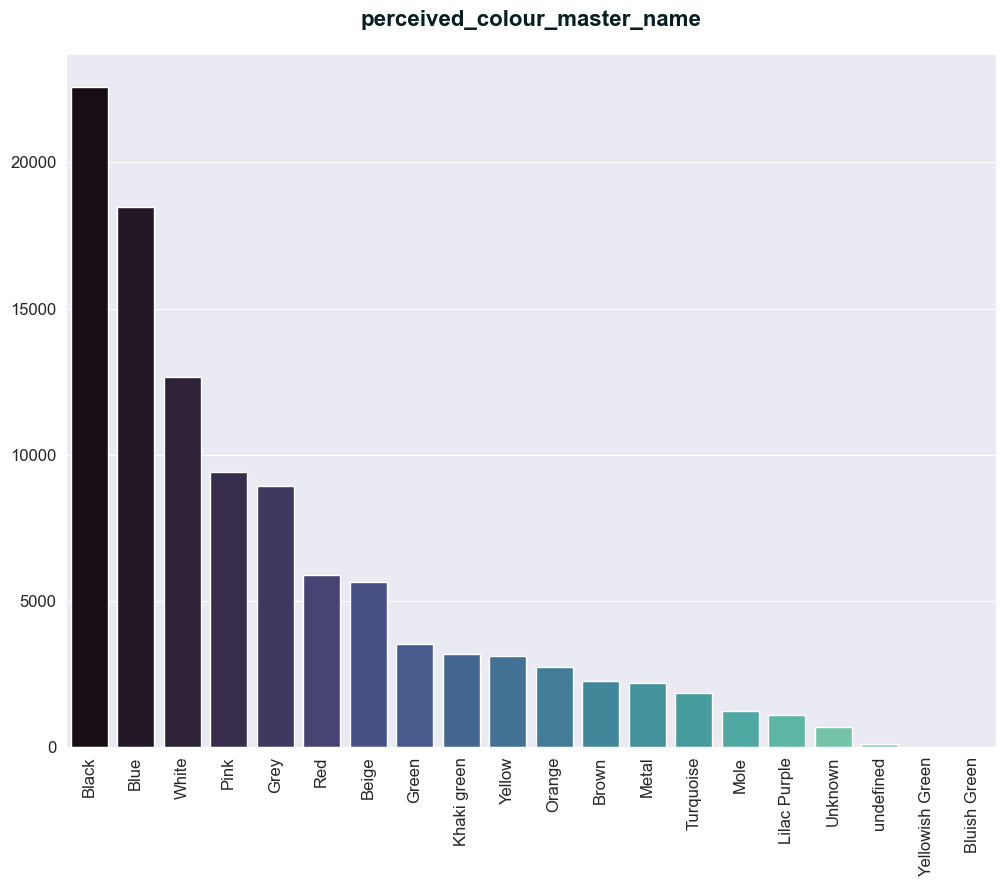 perceived_colour_master_name
20000
15000
10000
5000
0
Black
Blue
White
Pink
Grey
Red
Beige
Green
Khaki green
Yellow
Orange
Brown
Metal
Turquoise
Mole
Lilac Purple
Unknown
undefined
Yellowish Green
Bluish Green